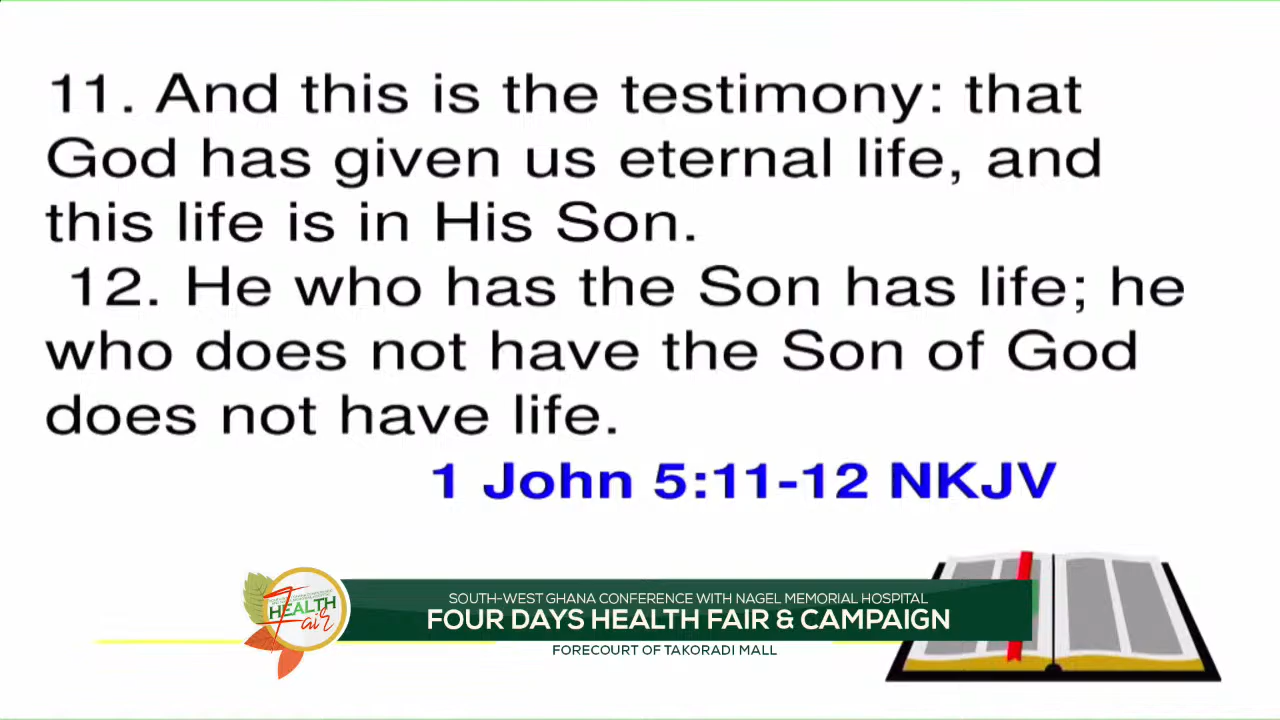 11. And this is the testimony: that
God has given us eternal life, and
this life is in His Son.
12. He who has the Son has life; he
who does not have the Son of God
does not have life.
1 John 5:11-12 NKJV
HEALTH
Fair
SOUTH-WEST GHANA CONFERENCE WITH NAGEL MEMORIAL HOSPITAL
FOUR DAYS HEALTH FAIR & CAMPAIGN
FORECOURT OF TAKORADI MALL